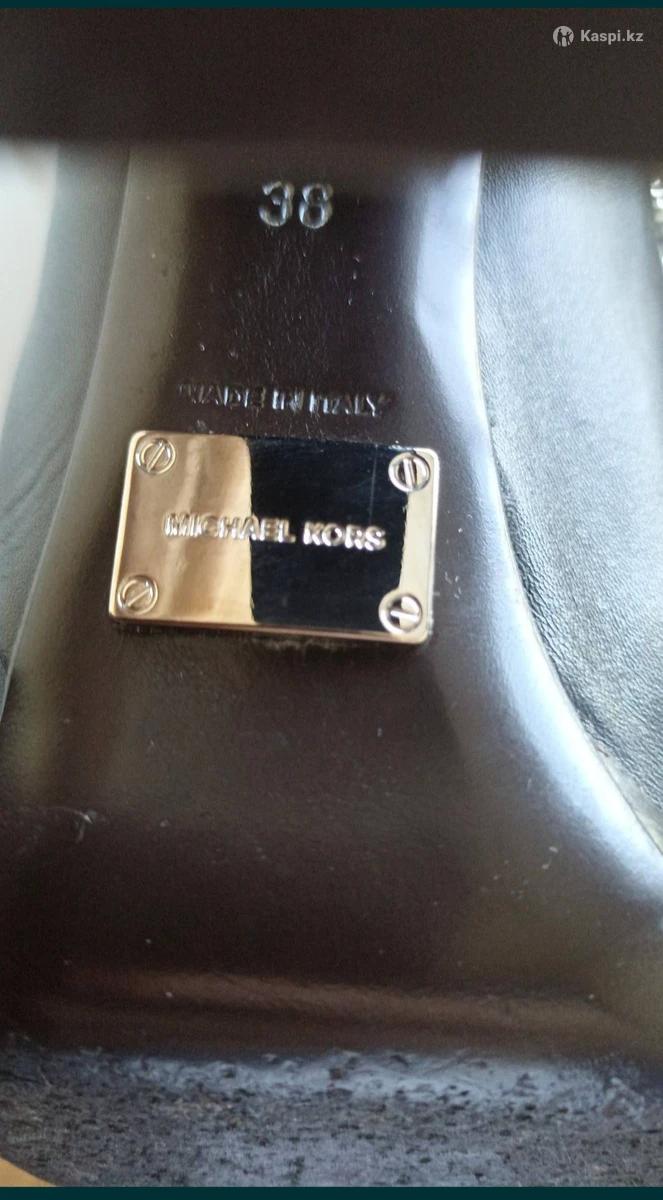 Kaspi.kz
38
MADE IN ITALY
MICHAEL KORS